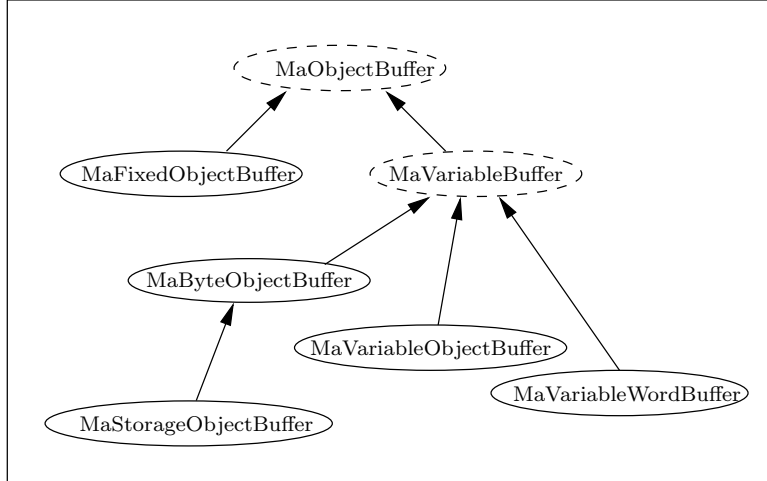 MaObjectBuffer
MaFixedObjectBuffer
MaVariableBuffer
MaByteObjectBuffer
MaVariableObjectBuffer
MaVariableWordBuffer
MaStorageObjectBuffer